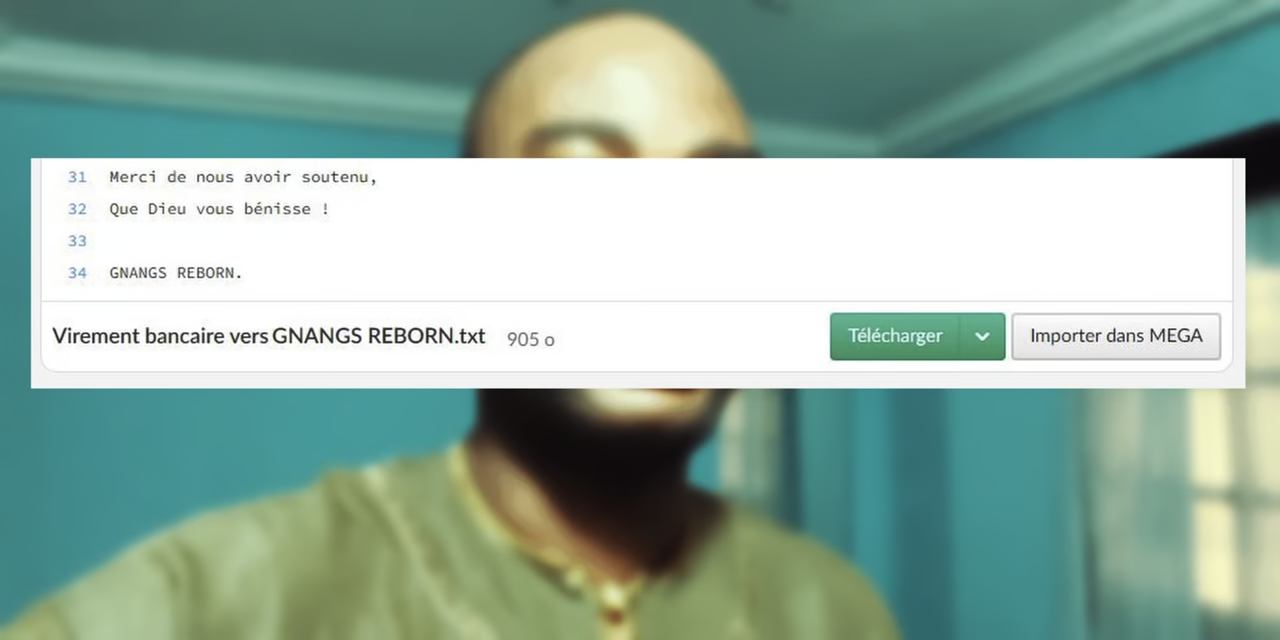 31 Merci de nous avoir soutenu,
32 Que Dieu vous bénisse !
33
34 GNANGS REBORN.
Virement bancaire vers GNANGS REBORN.txt 905 o Télécharger Importer dans MEGA